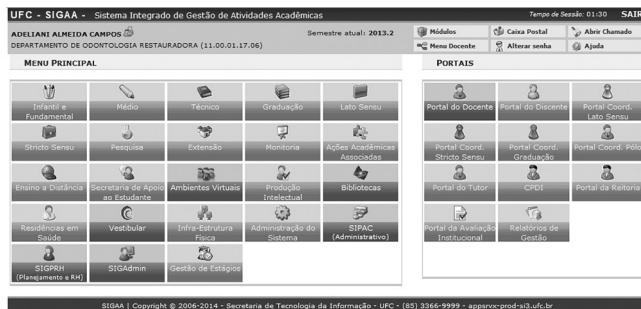 UFC - SIGAA - Sistema Integrado de Gestão de Atividades Acadêmicas
Tempo de Sessão: 01:30 SAIR
ADELIANI ALMEIDA CAMPOS
Semestre atual: 2013.2
Módulos
Caixa Postal
Abrir Chamado
DEPARTAMENTO DE ODONTOLOGIA RESTAURADORA (11.00.01.17.06)
Menu Docente
Alterar senha
Ajuda
MENU PRINCIPAL
Infantil e
Fundamental
Médio
Técnico
Graduação
Lato Sensu
Stricto Sensu
Pesquisa
Extensão
Monitoria
Ações Acadêmicas
Associadas
Ensino a Distância
Secretaria de Apoio
ao Estudante
Ambientes Virtuais
Produção
Intelectual
Bibliotecas
Residências em
Saúde
Vestibular
Infra-Estrutura
Física
Administração do
Sistema
SIPAC
(Administrativo)
SIGPRH
(Planejamento e RH)
SIGAdmin
Gestão de Estágios
PORTAIS
Portal do Docente
Portal do Discente
Portal Coord.
Lato Sensu
Portal Coord.
Stricto Sensu
Portal Coord.
Graduação
Portal Coord. Pólo
Portal do Tutor
CPDI
Portal da Reitoria
Portal da Avaliação
Institucional
Relatórios de
Gestão
SIGAA | Copyright © 2006-2014 - Secretaria de Tecnologia da Informação - UFC - (85) 3366-9999 - appsrvx-prod-si3.ufc.br